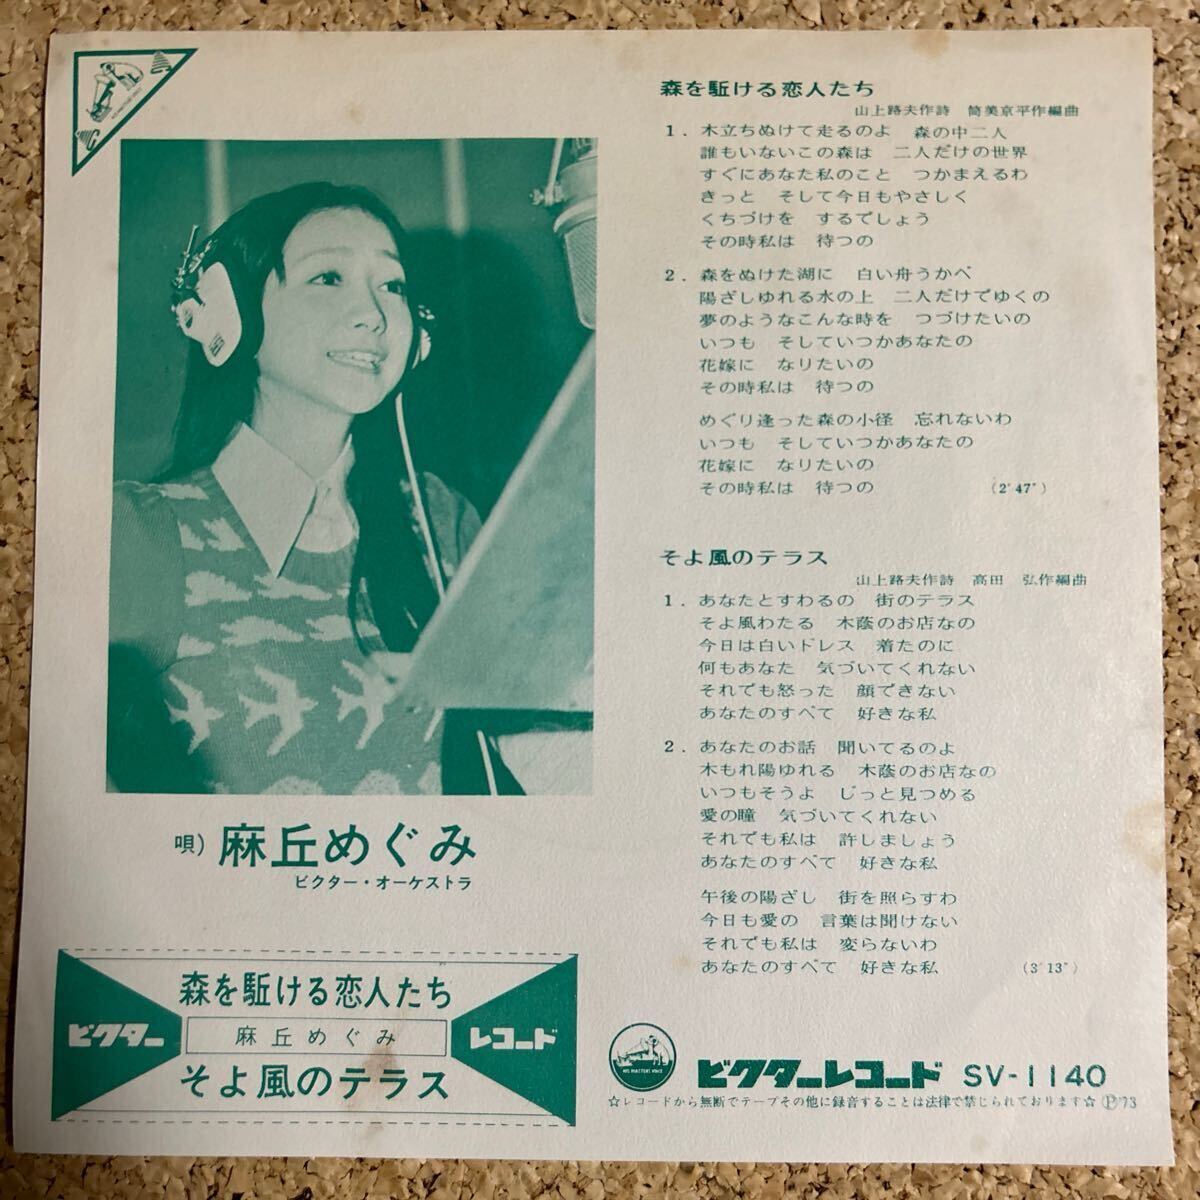 森を駈ける恋人たち
山上路夫作詩　筒美京平作編曲
1．木立ちぬけて走るのよ　森の中二人
誰もいないこの森は　二人だけの世界
すぐにあなた私のこと　つかまえるわ
きっと　そして今日もやさしく
くちづけを　するでしょう
その時私は　待つの
2．森をぬけた湖に　白い舟うかべ
陽ざしゆれる水の上　二人だけでゆくの
夢のようなこんな時を　つづけたいの
いつも　そしていつかあなたの
花嫁に　なりたいの
その時私は　待つの
めぐり逢った森の小径　忘れないわ
いつも　そしていつかあなたの
花嫁に　なりたいの
その時私は　待つの　（2′47″）
そよ風のテラス
山上路夫作詩　高田　弘作編曲
1．あなたとすわるの　街のテラス
そよ風わたる　木蔭のお店なの
今日は白いドレス　着たのに
何もあなた　気づいてくれない
それでも怒った　顔できない
あなたのすべて　好きな私
2．あなたのお話　聞いてるのよ
木もれ陽ゆれる　木蔭のお店なの
いつもそうよ　じっと見つめる
愛の瞳　気づいてくれない
それでも私は　許しましょう
あなたのすべて　好きな私
午後の陽ざし　街を照らすわ
今日も愛の　言葉は聞けない
それでも私は　変らないわ
あなたのすべて　好きな私　（3′13″）
唄）麻丘めぐみ
ビクター・オーケストラ
森を駈ける恋人たち
ビクター　麻丘めぐみ　レコード
そよ風のテラス
HIS MASTER'S VOICE
ビクターレコード SV-1140
☆レコードから無断でテープその他に録音することは法律で禁じられております☆ Ⓟ'73